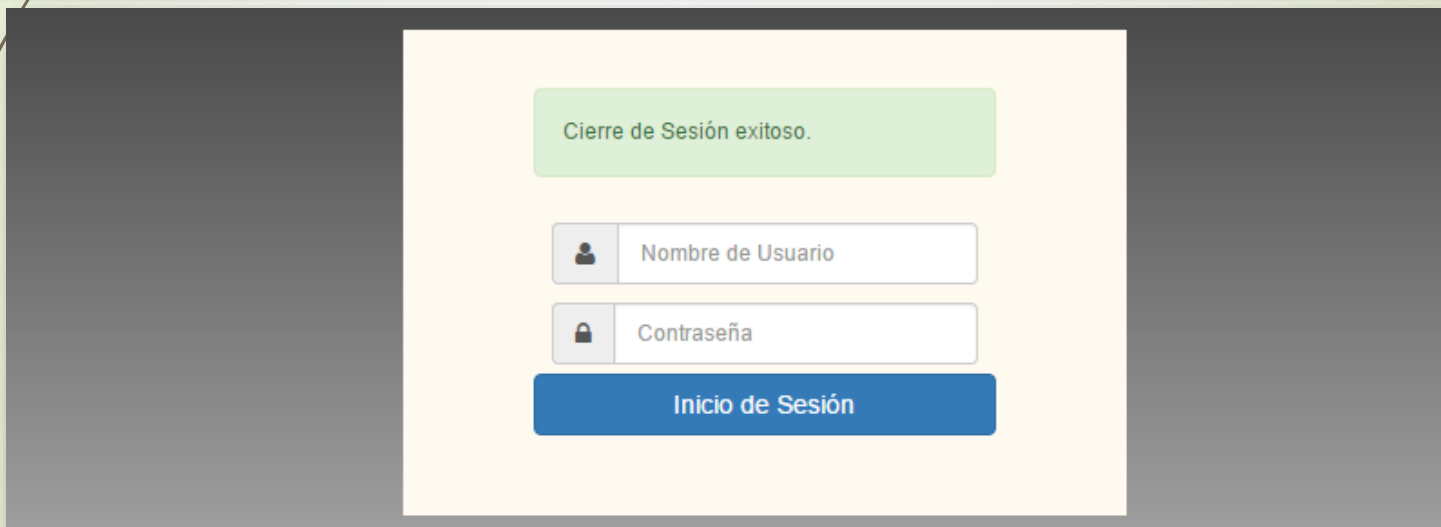 Cierre de Sesión exitoso.
Nombre de Usuario
Contraseña
Inicio de Sesión